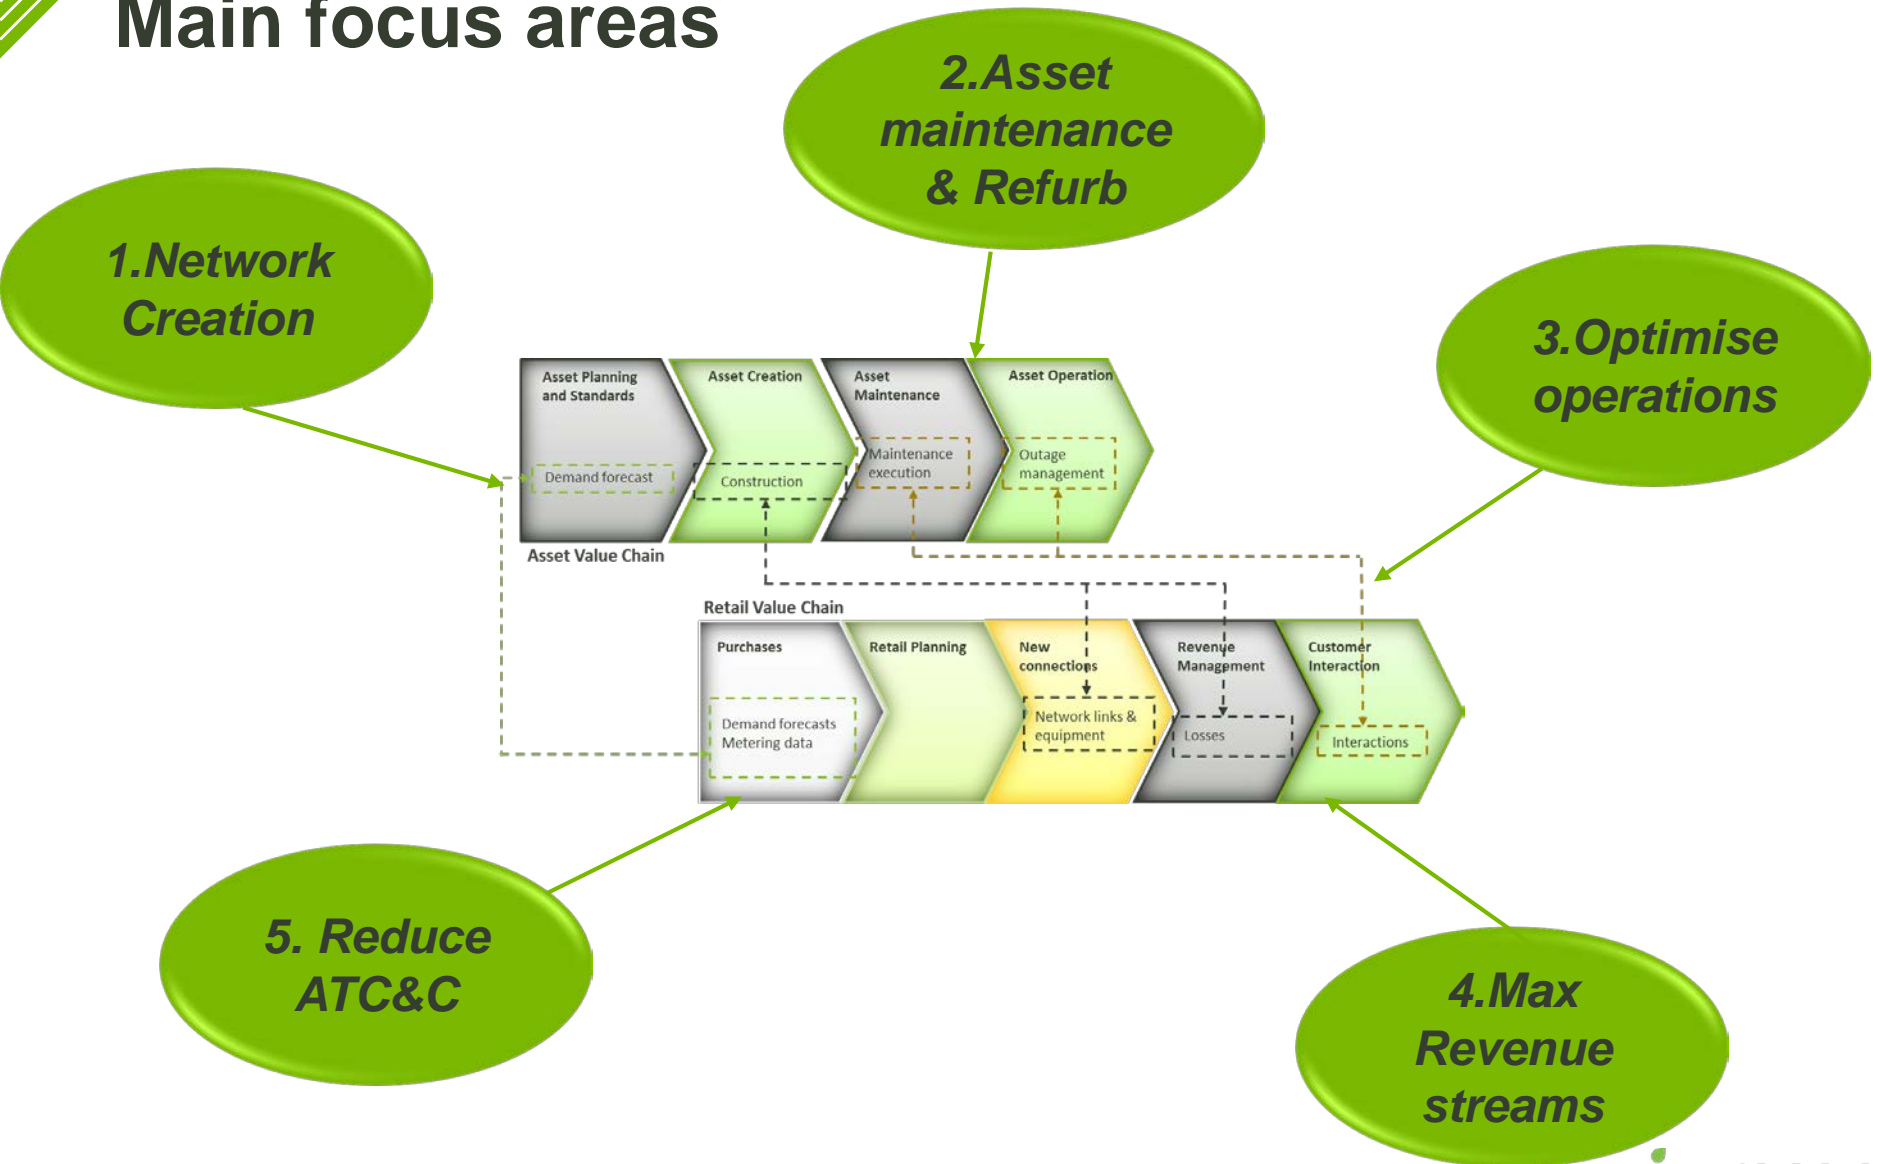 Main focus areas
2.Asset
maintenance
& Refurb
1.Network
Creation
3.Optimise
operations
Asset Planning
and Standards
Asset Creation
Asset
Maintenance
Asset Operation
Demand forecast
Construction
Maintenance
execution
Outage
management
Asset Value Chain
Retail Value Chain
Purchases
Retail Planning
New
connections
Revenue
Management
Customer
Interaction
Demand forecasts
Metering data
Network links &
equipment
Losses
Interactions
5. Reduce
ATC&C
4.Max
Revenue
streams